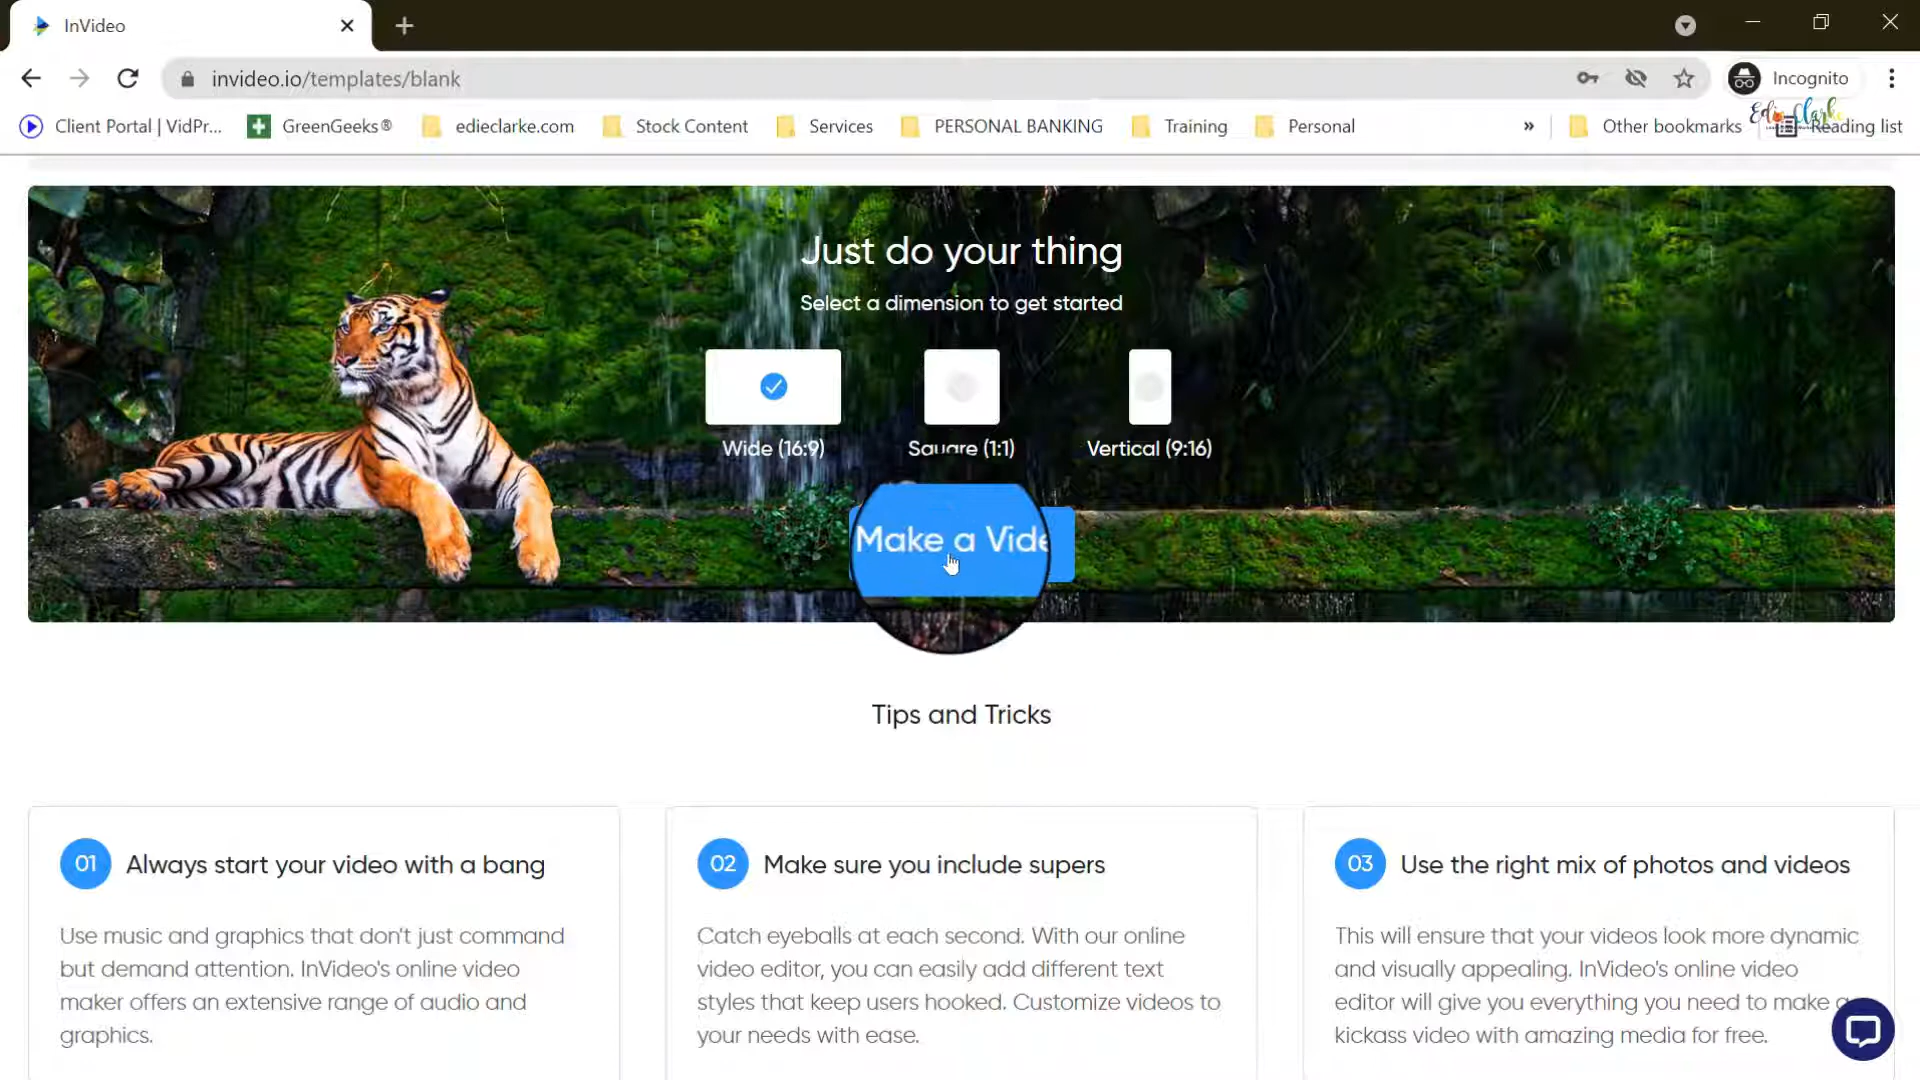 InVideo
invideo.io/templates/blank
Incognito
Client Portal | VidPr...
GreenGeeks®
edieclarke.com
Stock Content
Services
PERSONAL BANKING
Training
Personal
»
Other bookmarks
Edie Clarke
Reading list
Just do your thing
Select a dimension to get started
Wide (16:9)
Square (1:1)
Vertical (9:16)
Make a Vide
Tips and Tricks
01 Always start your video with a bang
Use music and graphics that don't just command
but demand attention. InVideo's online video
maker offers an extensive range of audio and
graphics.
02 Make sure you include supers
Catch eyeballs at each second. With our online
video editor, you can easily add different text
styles that keep users hooked. Customize videos to
your needs with ease.
03 Use the right mix of photos and videos
This will ensure that your videos look more dynamic
and visually appealing. InVideo's online video
editor will give you everything you need to make a
kickass video with amazing media for free.